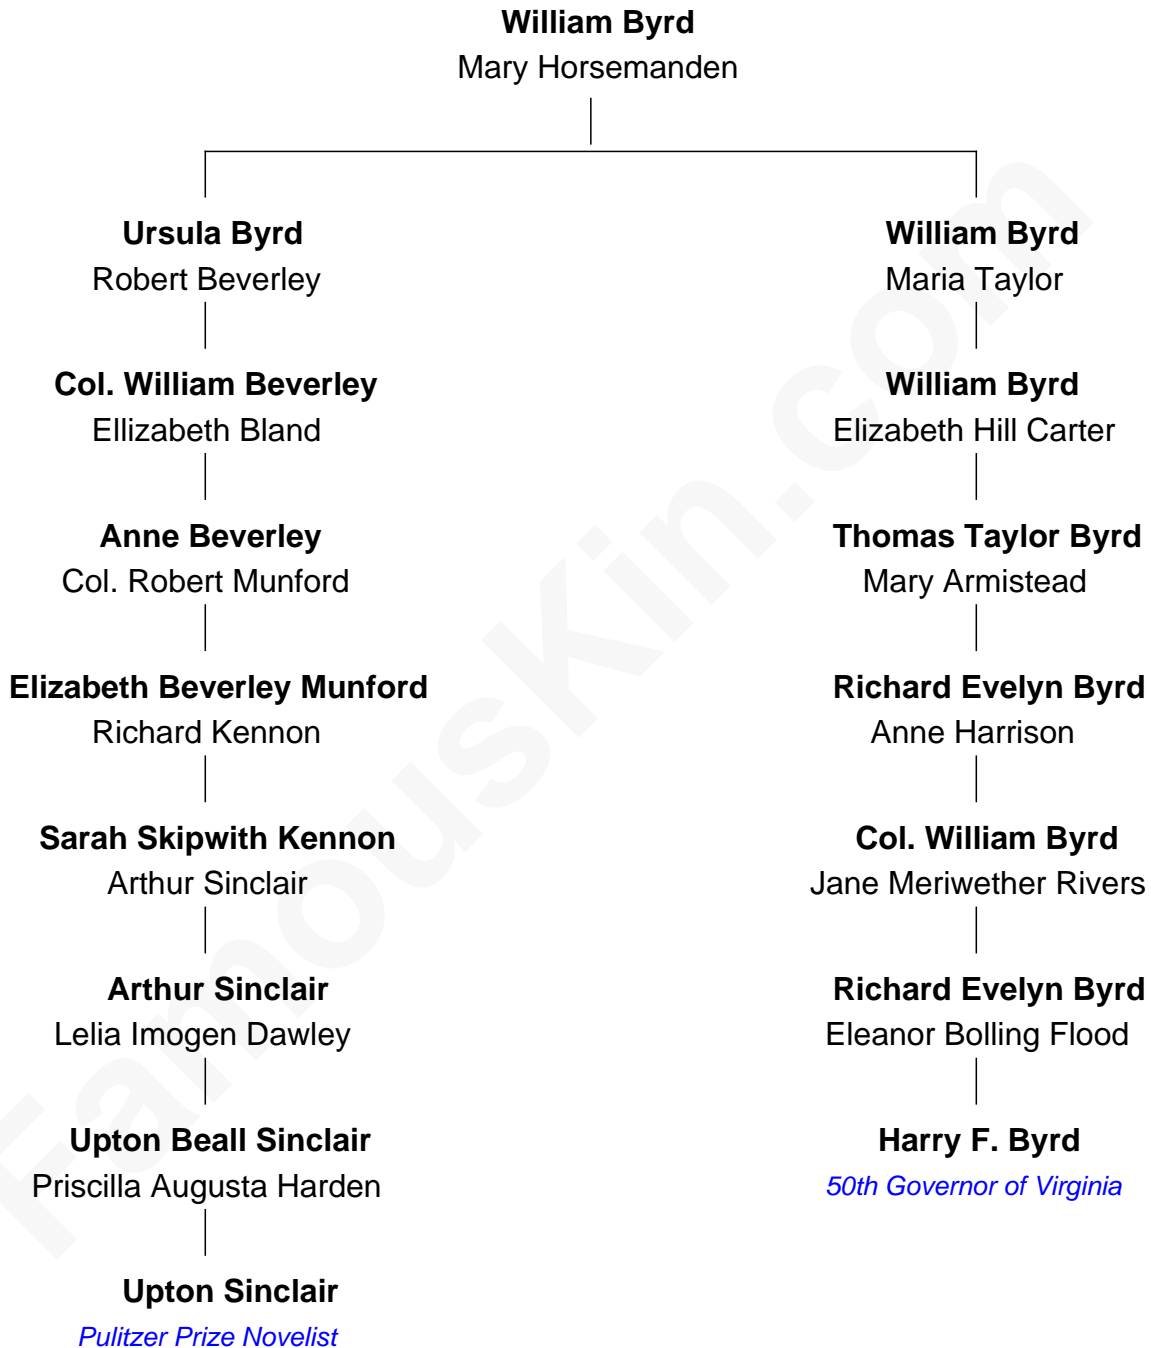 William Byrd
Mary Horsemanden
Ursula Byrd
Robert Beverley
William Byrd
Maria Taylor
Col. William Beverley
Ellizabeth Bland
William Byrd
Elizabeth Hill Carter
Anne Beverley
Col. Robert Munford
Thomas Taylor Byrd
Mary Armistead
Elizabeth Beverley Munford
Richard Kennon
Richard Evelyn Byrd
Anne Harrison
Sarah Skipwith Kennon
Arthur Sinclair
Col. William Byrd
Jane Meriwether Rivers
Arthur Sinclair
Lelia Imogen Dawley
Richard Evelyn Byrd
Eleanor Bolling Flood
Upton Beall Sinclair
Priscilla Augusta Harden
Harry F. Byrd
50th Governor of Virginia
Upton Sinclair
Pulitzer Prize Novelist
FamousKin.com